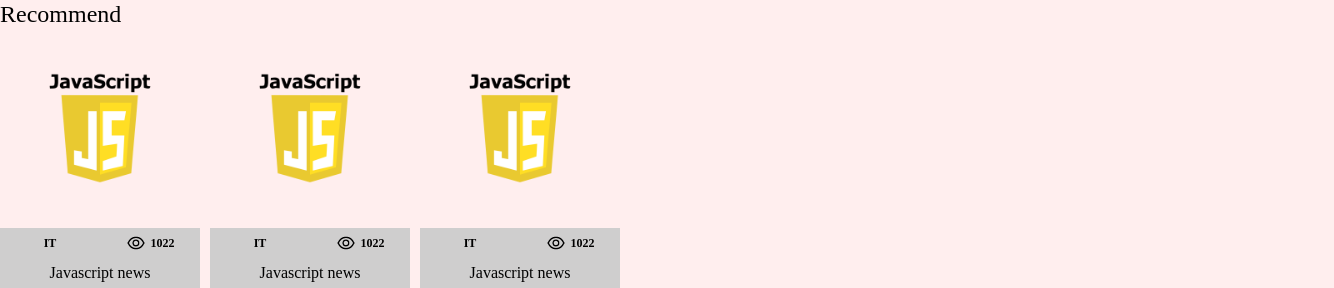 Recommend
JavaScript JavaScript JavaScript
JS JS JS
IT 1022 IT 1022 IT 1022
Javascript news Javascript news Javascript news